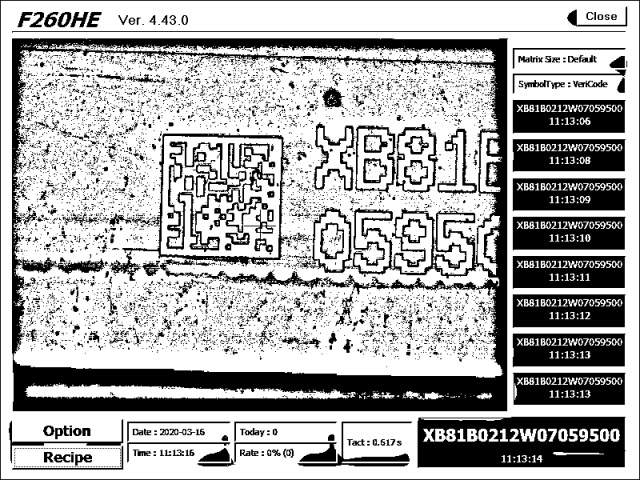 F260HE Ver. 4.43.0
Close
Matrix Size : Default
SymbolType : VeriCode
XB81B0212W07059500
11:13:06
XB81B0212W07059500
11:13:08
XB81B0212W07059500
11:13:09
XB81B0212W07059500
11:13:10
XB81B0212W07059500
11:13:11
XB81B0212W07059500
11:13:12
XB81B0212W07059500
11:13:13
XB81B0212W07059500
11:13:13
XB81B
0595
Option
Recipe
Date : 2020-03-16
Time : 11:13:16
Today : 0
Rate : 0% (0)
Tact : 0.617 s
XB81B0212W07059500
11:13:14